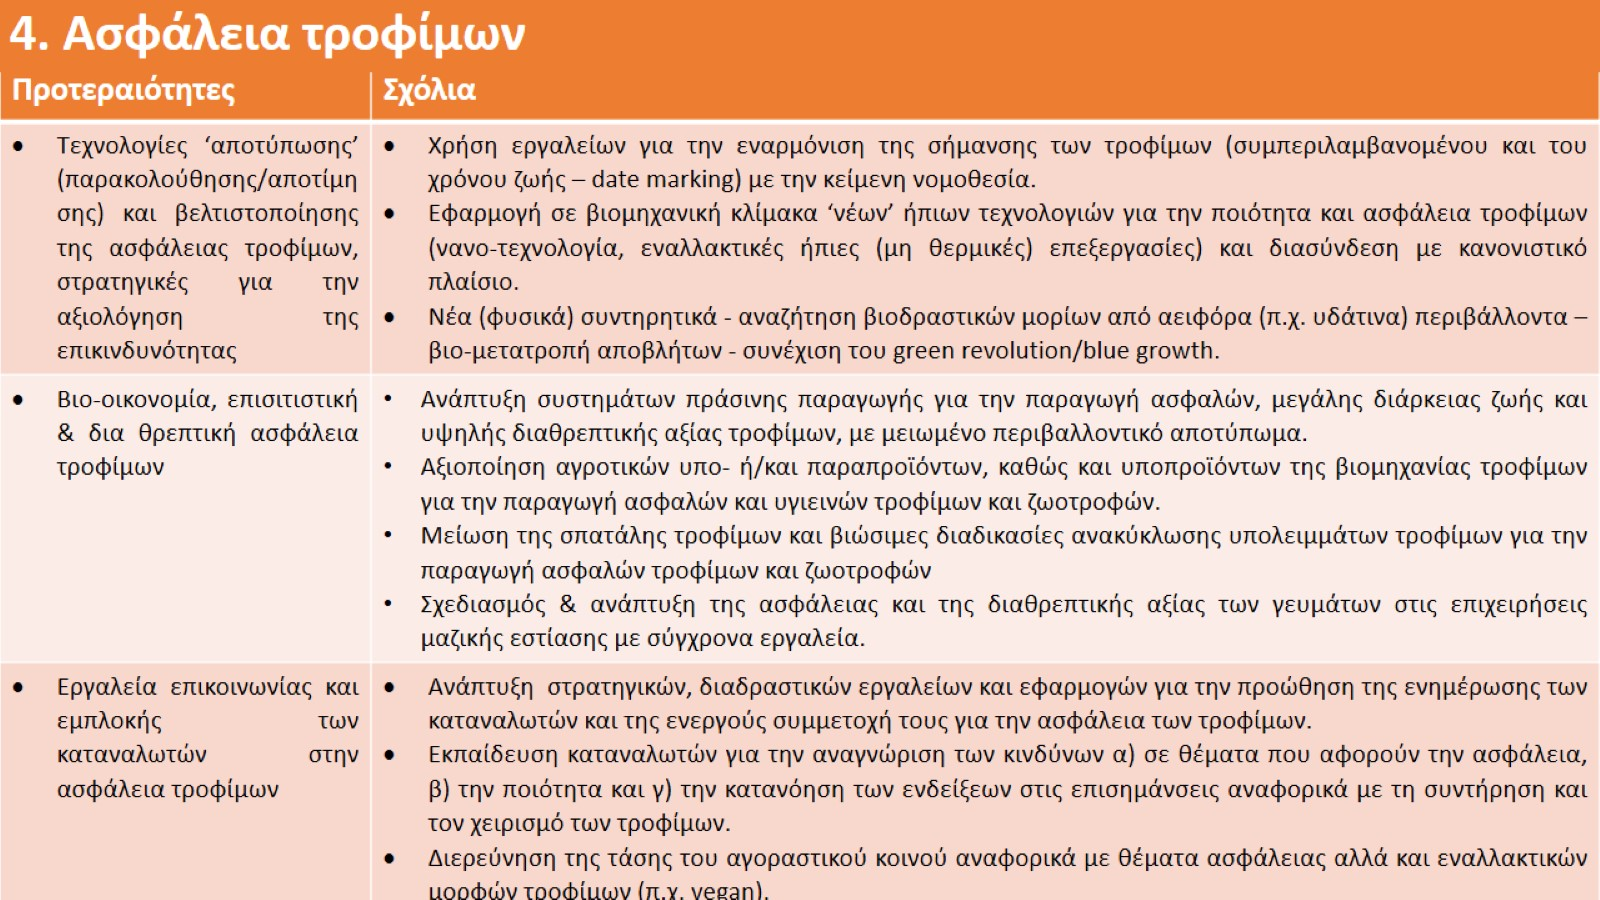 4. Ασφάλεια τροφίμων
Προτεραιότητες
Σχόλια
• Τεχνολογίες ‘αποτύπωσης’
(παρακολούθησης/αποτίμη
σης) και βελτιστοποίησης
της ασφάλειας τροφίμων,
στρατηγικές για την
αξιολόγηση της
επικινδυνότητας
• Χρήση εργαλείων για την εναρμόνιση της σήμανσης των τροφίμων (συμπεριλαμβανομένου και του
χρόνου ζωής – date marking) με την κείμενη νομοθεσία.
• Εφαρμογή σε βιομηχανική κλίμακα ‘νέων’ ήπιων τεχνολογιών για την ποιότητα και ασφάλεια τροφίμων
(νανο-τεχνολογία, εναλλακτικές ήπιες (μη θερμικές) επεξεργασίες) και διασύνδεση με κανονιστικό
πλαίσιο.
• Νέα (φυσικά) συντηρητικά - αναζήτηση βιοδραστικών μορίων από αειφόρα (π.χ. υδάτινα) περιβάλλοντα –
βιο-μετατροπή αποβλήτων - συνέχιση του green revolution/blue growth.
• Βιο-οικονομία, επισιτιστική
& δια θρεπτική ασφάλεια
τροφίμων
• Ανάπτυξη συστημάτων πράσινης παραγωγής για την παραγωγή ασφαλών, μεγάλης διάρκειας ζωής και
υψηλής διαθρεπτικής αξίας τροφίμων, με μειωμένο περιβαλλοντικό αποτύπωμα.
• Αξιοποίηση αγροτικών υπο- ή/και παραπροϊόντων, καθώς και υποπροϊόντων της βιομηχανίας τροφίμων
για την παραγωγή ασφαλών και υγιεινών τροφίμων και ζωοτροφών.
• Μείωση της σπατάλης τροφίμων και βιώσιμες διαδικασίες ανακύκλωσης υπολειμμάτων τροφίμων για την
παραγωγή ασφαλών τροφίμων και ζωοτροφών
• Σχεδιασμός & ανάπτυξη της ασφάλειας και της διαθρεπτικής αξίας των γευμάτων στις επιχειρήσεις
μαζικής εστίασης με σύγχρονα εργαλεία.
• Εργαλεία επικοινωνίας και
εμπλοκής των
καταναλωτών στην
ασφάλεια τροφίμων
• Ανάπτυξη στρατηγικών, διαδραστικών εργαλείων και εφαρμογών για την προώθηση της ενημέρωσης των
καταναλωτών και της ενεργούς συμμετοχή τους για την ασφάλεια των τροφίμων.
• Εκπαίδευση καταναλωτών για την αναγνώριση των κινδύνων α) σε θέματα που αφορούν την ασφάλεια,
β) την ποιότητα και γ) την κατανόηση των ενδείξεων στις επισημάνσεις αναφορικά με τη συντήρηση και
τον χειρισμό των τροφίμων.
• Διερεύνηση της τάσης του αγοραστικού κοινού αναφορικά με θέματα ασφάλειας αλλά και εναλλακτικών
μορφών τροφίμων (π.χ. vegan).